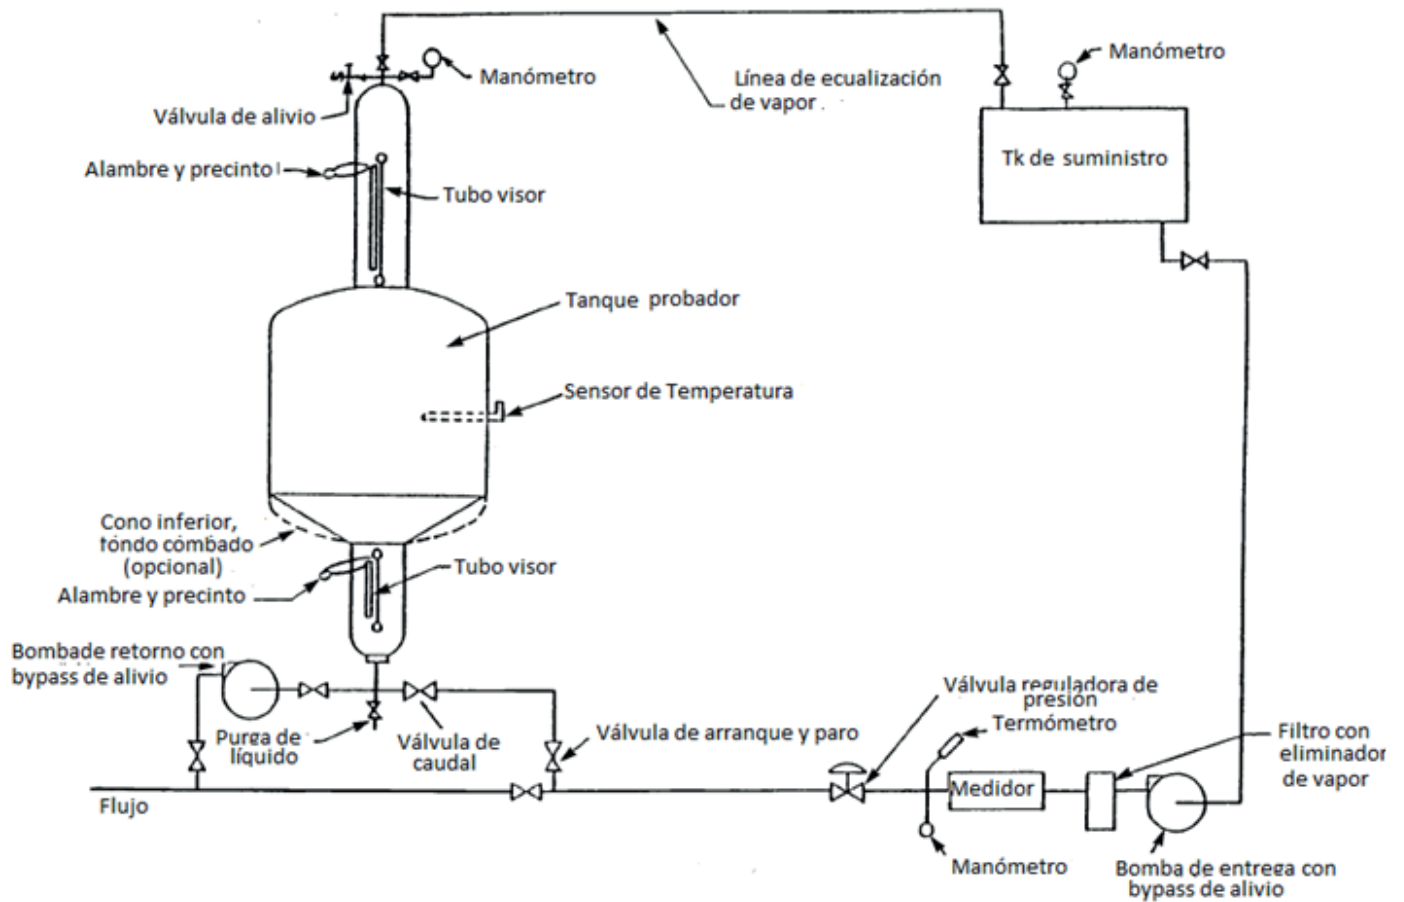 Manómetro
Manómetro
Línea de ecualización
de vapor .
Válvula de alivio
Tk de suministro
Alambre y precinto
Tubo visor
Tanque probador
Sensor de Temperatura
Cono inferior,
fondo combado
(opcional)
Tubo visor
Alambre y precinto
Bombade retorno con
bypass de alivio
Válvula reguladora de
presión
Termómetro
Purga de
líquido
Válvula de
caudal
Válvula de arranque y paro
Filtro con
eliminador
de vapor
Medidor
Flujo
Manómetro
Bomba de entrega con
bypass de alivio